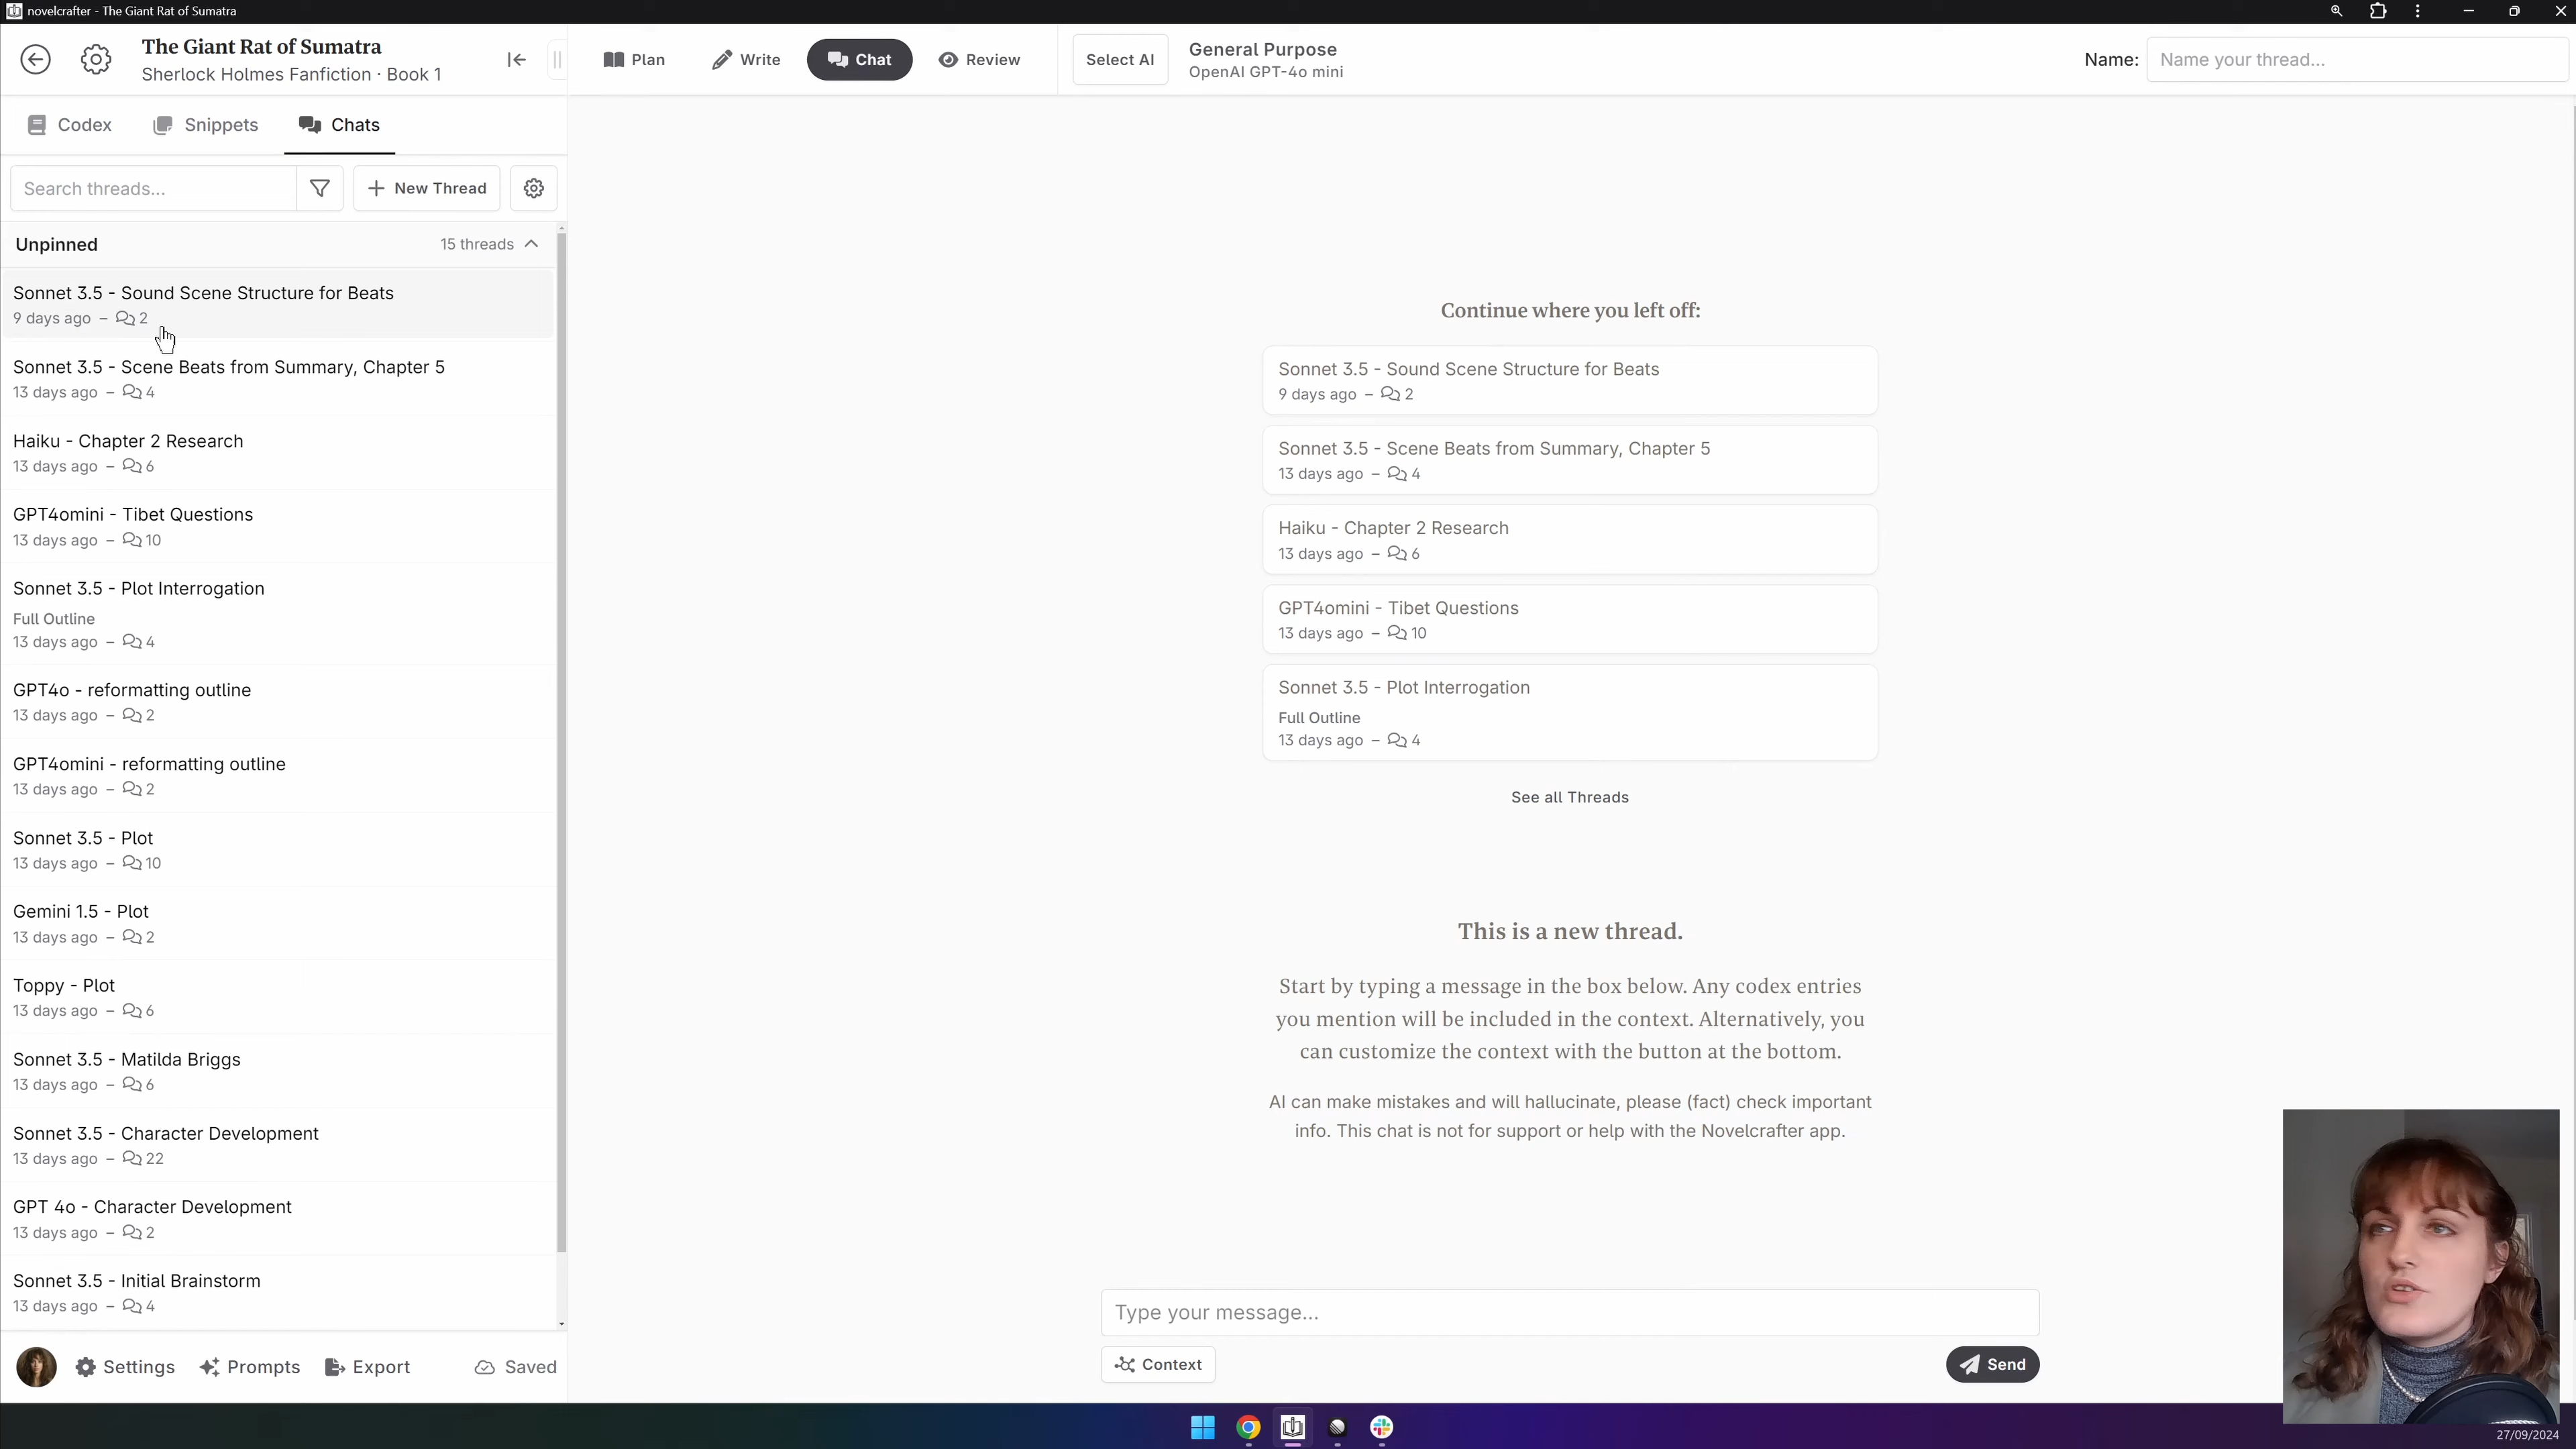 novelcrafter - The Giant Rat of Sumatra
The Giant Rat of Sumatra
Sherlock Holmes Fanfiction · Book 1
Plan
Write
Chat
Review
Select AI
General Purpose
OpenAI GPT-4o mini
Name:
Name your thread...
Codex
Snippets
Chats
Search threads...
New Thread
Unpinned
15 threads
Sonnet 3.5 - Sound Scene Structure for Beats
9 days ago – 2
Sonnet 3.5 - Scene Beats from Summary, Chapter 5
13 days ago – 4
Haiku - Chapter 2 Research
13 days ago – 6
GPT4omini - Tibet Questions
13 days ago – 10
Sonnet 3.5 - Plot Interrogation
Full Outline
13 days ago – 4
GPT4o - reformatting outline
13 days ago – 2
GPT4omini - reformatting outline
13 days ago – 2
Sonnet 3.5 - Plot
13 days ago – 10
Gemini 1.5 - Plot
13 days ago – 2
Toppy - Plot
13 days ago – 6
Sonnet 3.5 - Matilda Briggs
13 days ago – 6
Sonnet 3.5 - Character Development
13 days ago – 22
GPT 4o - Character Development
13 days ago – 2
Sonnet 3.5 - Initial Brainstorm
13 days ago – 4
Settings
Prompts
Export
Saved
Continue where you left off:
Sonnet 3.5 - Sound Scene Structure for Beats
9 days ago – 2
Sonnet 3.5 - Scene Beats from Summary, Chapter 5
13 days ago – 4
Haiku - Chapter 2 Research
13 days ago – 6
GPT4omini - Tibet Questions
13 days ago – 10
Sonnet 3.5 - Plot Interrogation
Full Outline
13 days ago – 4
See all Threads
This is a new thread.
Start by typing a message in the box below. Any codex entries
you mention will be included in the context. Alternatively, you
can customize the context with the button at the bottom.
AI can make mistakes and will hallucinate, please (fact) check important
info. This chat is not for support or help with the Novelcrafter app.
Type your message...
Context
Send
27/09/2024